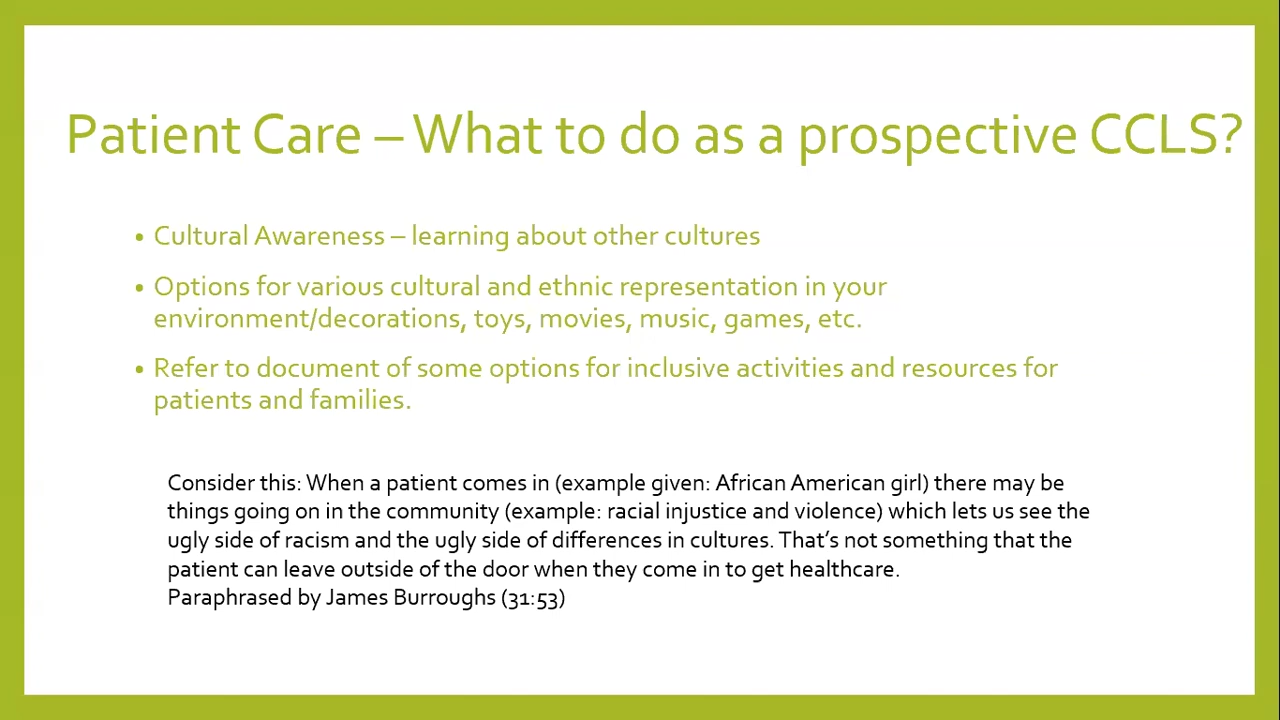 Patient Care – What to do as a prospective CCLS?
• Cultural Awareness – learning about other cultures
• Options for various cultural and ethnic representation in your
environment/decorations, toys, movies, music, games, etc.
• Refer to document of some options for inclusive activities and resources for
patients and families.
Consider this: When a patient comes in (example given: African American girl) there may be
things going on in the community (example: racial injustice and violence) which lets us see the
ugly side of racism and the ugly side of differences in cultures. That’s not something that the
patient can leave outside of the door when they come in to get healthcare.
Paraphrased by James Burroughs (31:53)